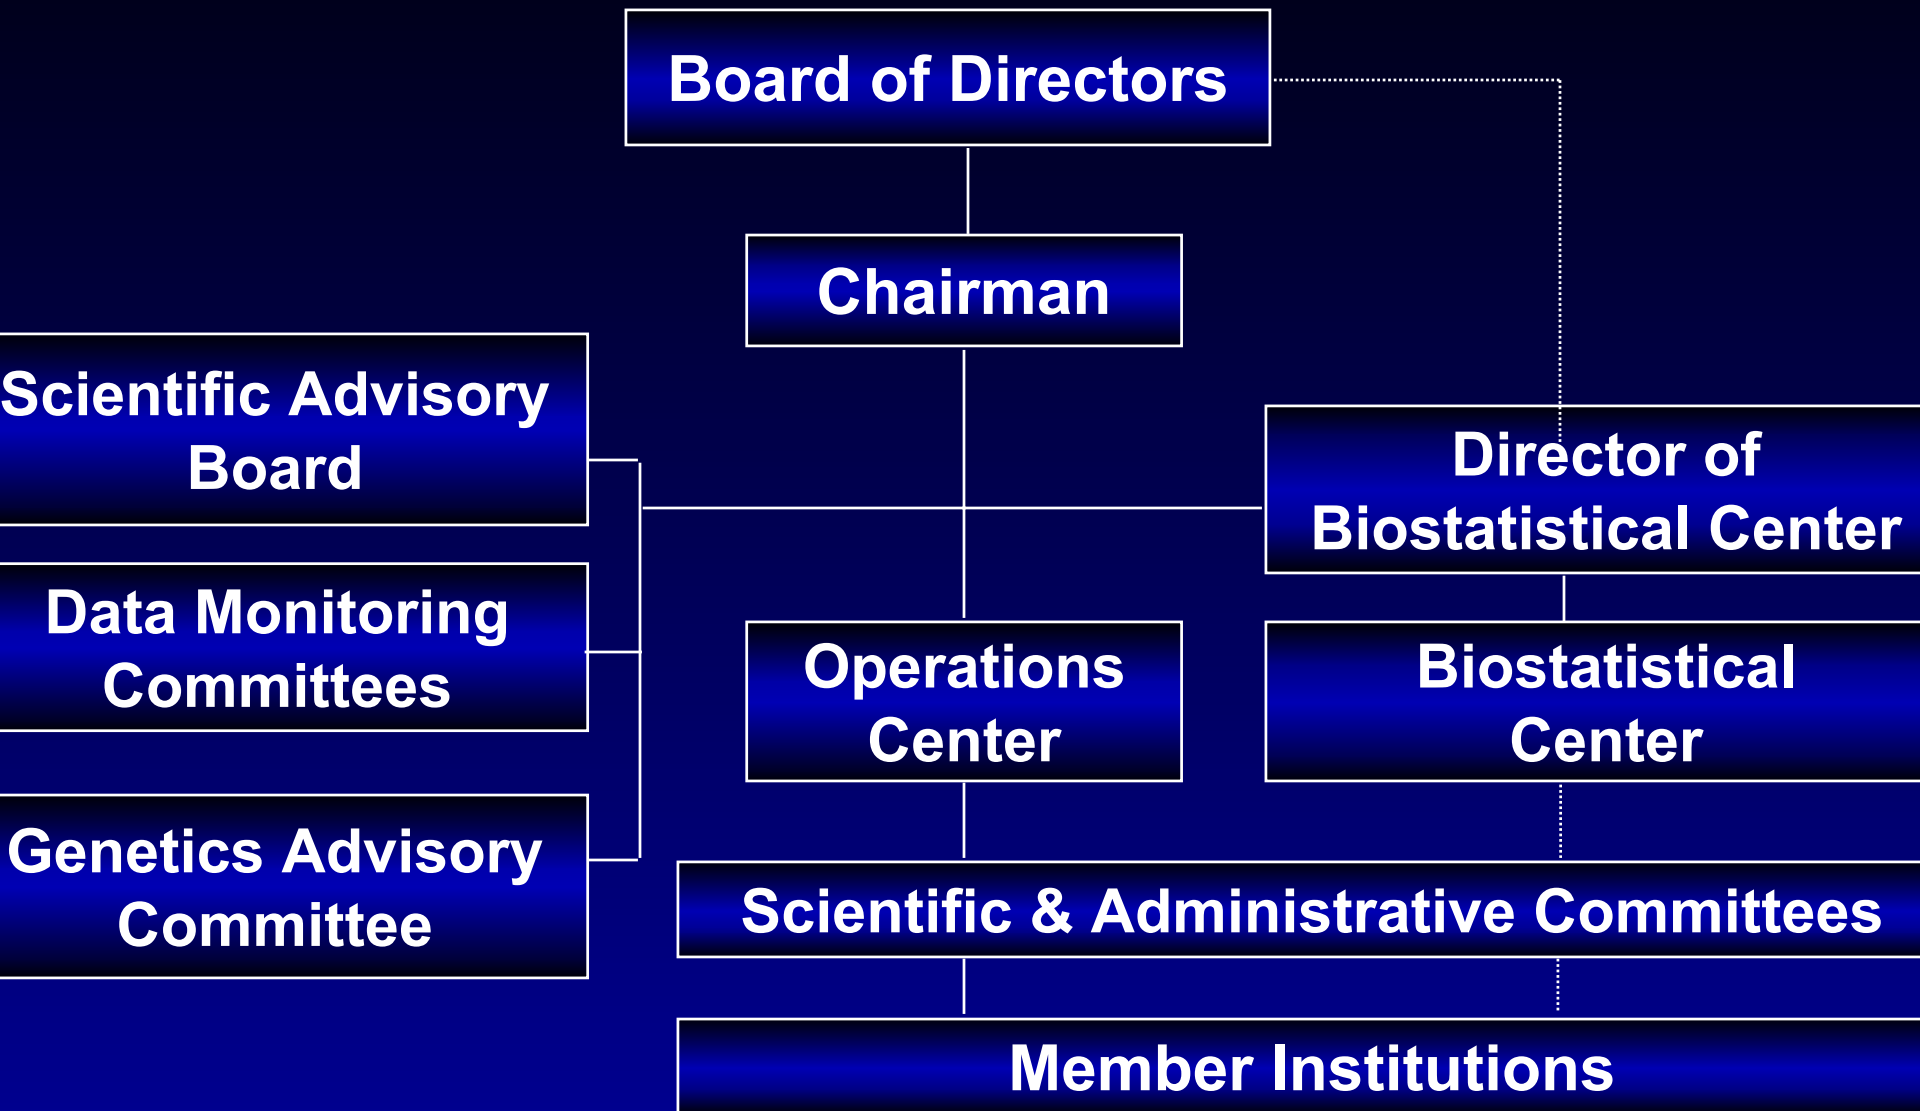 Board of Directors
Chairman
Scientific Advisory
Board
Director of
Biostatistical Center
Data Monitoring
Committees
Operations
Center
Biostatistical
Center
Genetics Advisory
Committee
Scientific & Administrative Committees
Member Institutions